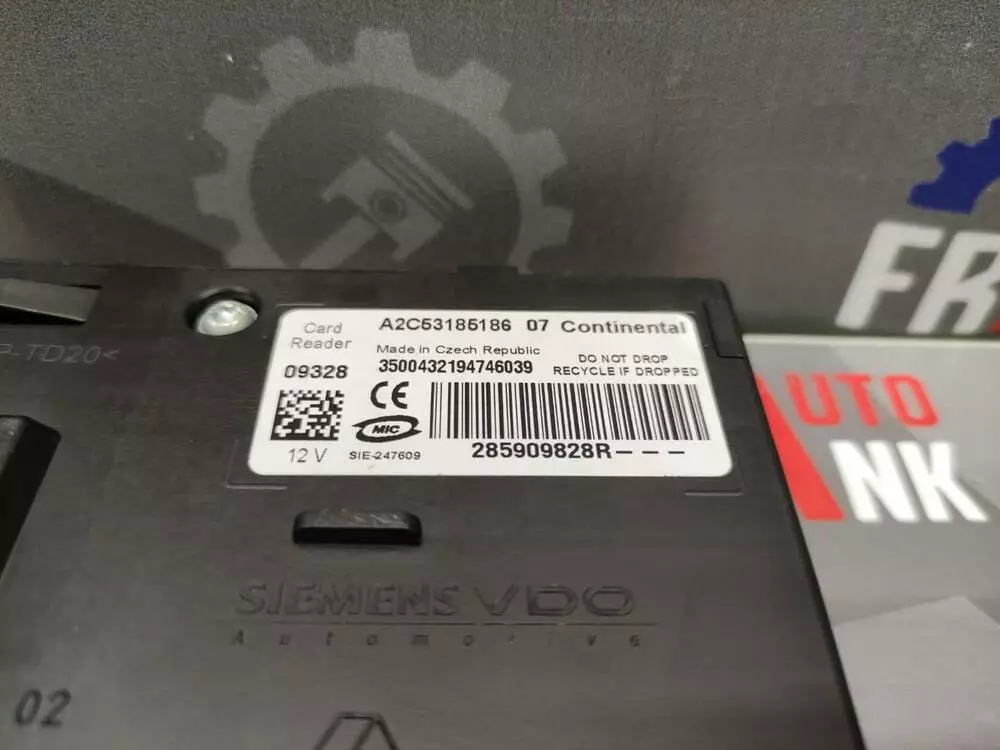 Card Reader
A2C53185186 07 Continental
Made in Czech Republic
09328
3500432194746039
DO NOT DROP
RECYCLE IF DROPPED
CE
MIC
12 V
SIE-247609
285909828R---
P-TD20<
SIEMENS VDO
Automotive
02
FR
AUTO
NK